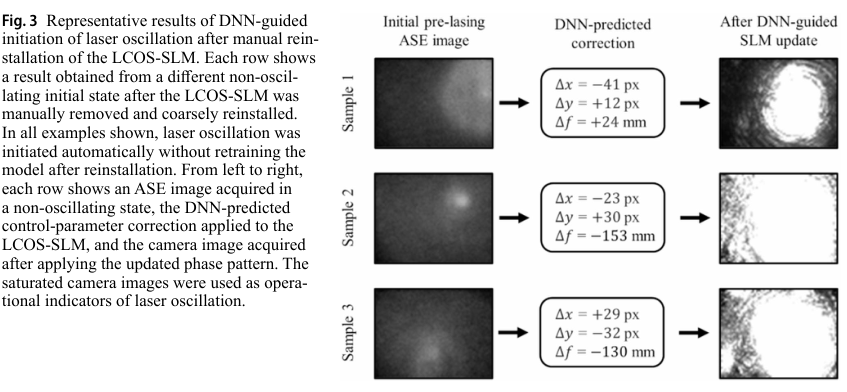 Fig. 3 Representative results of DNN-guided
initiation of laser oscillation after manual rein-
stallation of the LCOS-SLM. Each row shows
a result obtained from a different non-oscil-
lating initial state after the LCOS-SLM was
manually removed and coarsely reinstalled.
In all examples shown, laser oscillation was
initiated automatically without retraining the
model after reinstallation. From left to right,
each row shows an ASE image acquired in
a non-oscillating state, the DNN-predicted
control-parameter correction applied to the
LCOS-SLM, and the camera image acquired
after applying the updated phase pattern. The
saturated camera images were used as opera-
tional indicators of laser oscillation.
Initial pre-lasing
ASE image
DNN-predicted
correction
After DNN-guided
SLM update
Sample 1
Δx = −41 px
Δy = +12 px
Δf = +24 mm
Sample 2
Δx = −23 px
Δy = +30 px
Δf = −153 mm
Sample 3
Δx = +29 px
Δy = −32 px
Δf = −130 mm